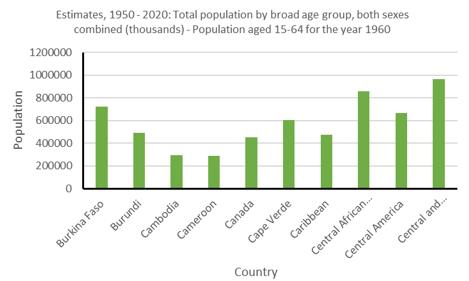 Estimates, 1950 - 2020: Total population by broad age group, both sexes
combined (thousands) - Population aged 15-64 for the year 1960
1200000
1000000
800000
600000
400000
200000
0
Population
Burkina Faso
Burundi
Cambodia
Cameroon
Canada
Cape Verde
Caribbean
Central African...
Central America
Central and...
Country